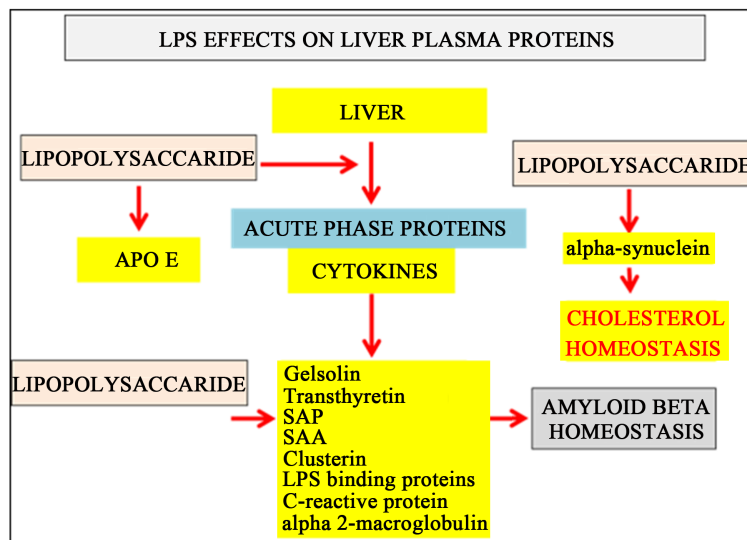 LPS EFFECTS ON LIVER PLASMA PROTEINS
LIVER
LIPOPOLYSACCARIDE
LIPOPOLYSACCARIDE
ACUTE PHASE PROTEINS
APO E
CYTOKINES
alpha-synuclein
CHOLESTEROL
HOMEOSTASIS
LIPOPOLYSACCARIDE
Gelsolin
Transthyretin
SAP
SAA
Clusterin
LPS binding proteins
C-reactive protein
alpha 2-macroglobulin
AMYLOID BETA
HOMEOSTASIS